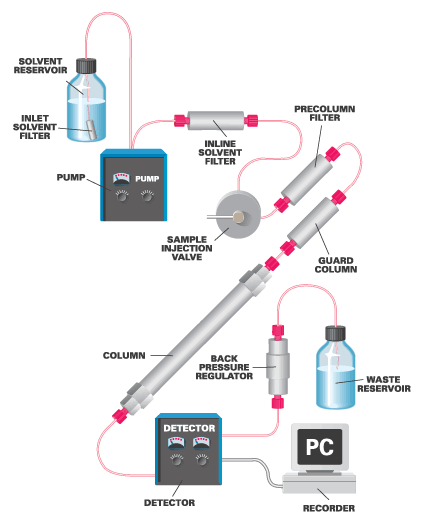 SOLVENT
RESERVOIR
INLET
SOLVENT
FILTER
PUMP
PUMP
INLINE
SOLVENT
FILTER
PRECOLUMN
FILTER
SAMPLE
INJECTION
VALVE
GUARD
COLUMN
COLUMN
BACK
PRESSURE
REGULATOR
WASTE
RESERVOIR
DETECTOR
DETECTOR
PC
RECORDER